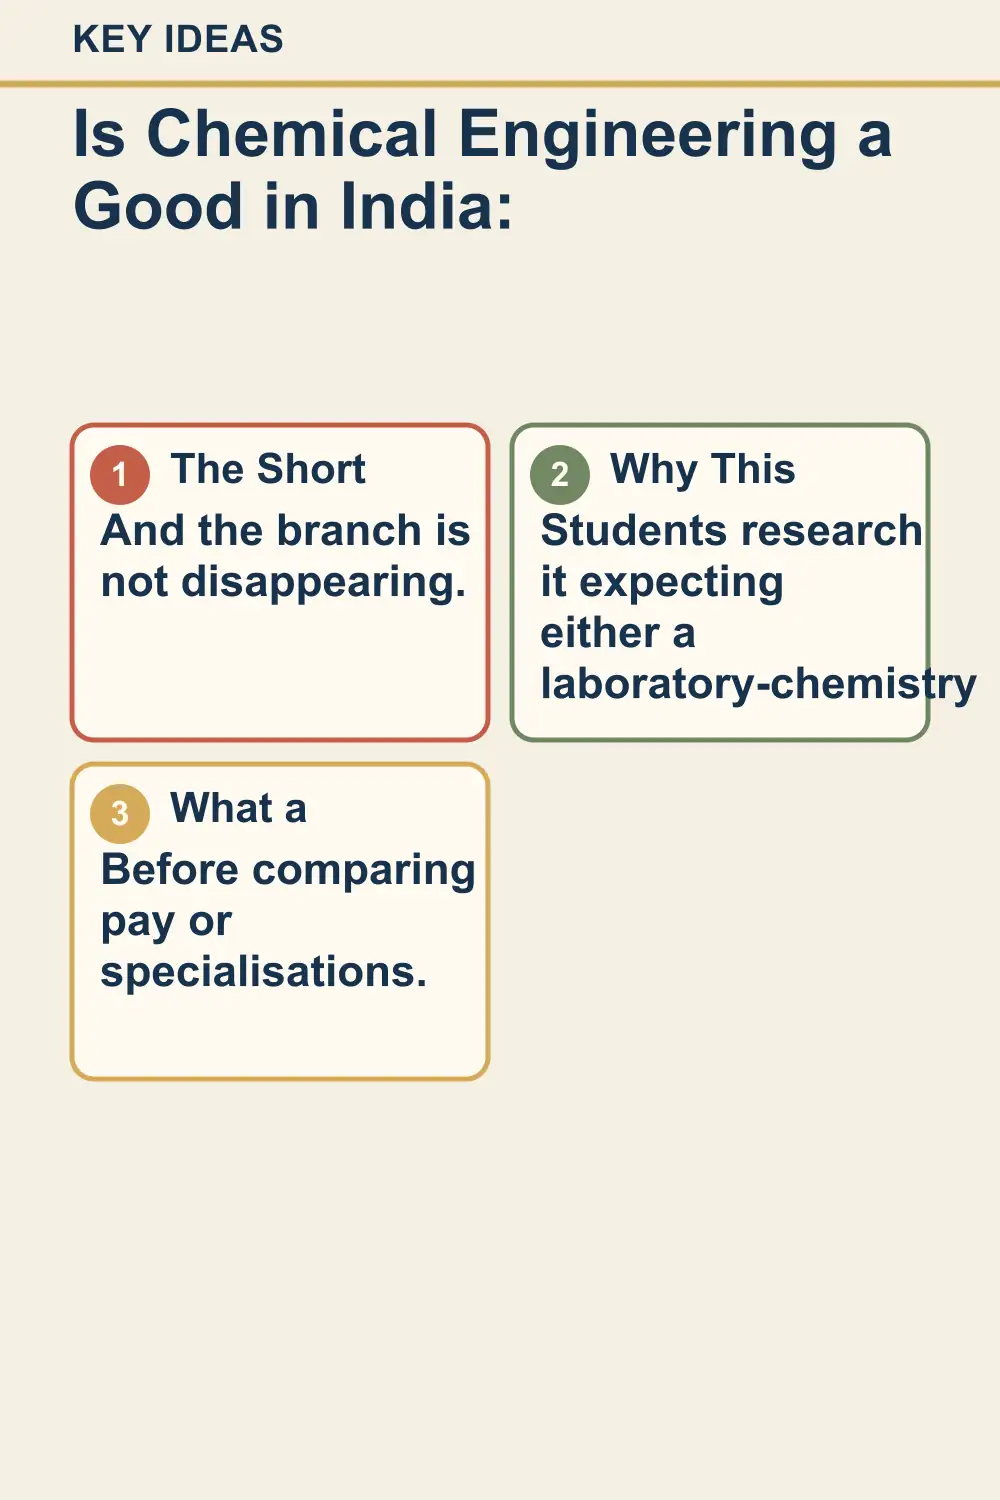 KEY IDEAS
Is Chemical Engineering a
Good in India:
1 The Short
And the branch is
not disappearing.
2 Why This
Students research
it expecting
either a
laboratory-chemistry
3 What a
Before comparing
pay or
specialisations.